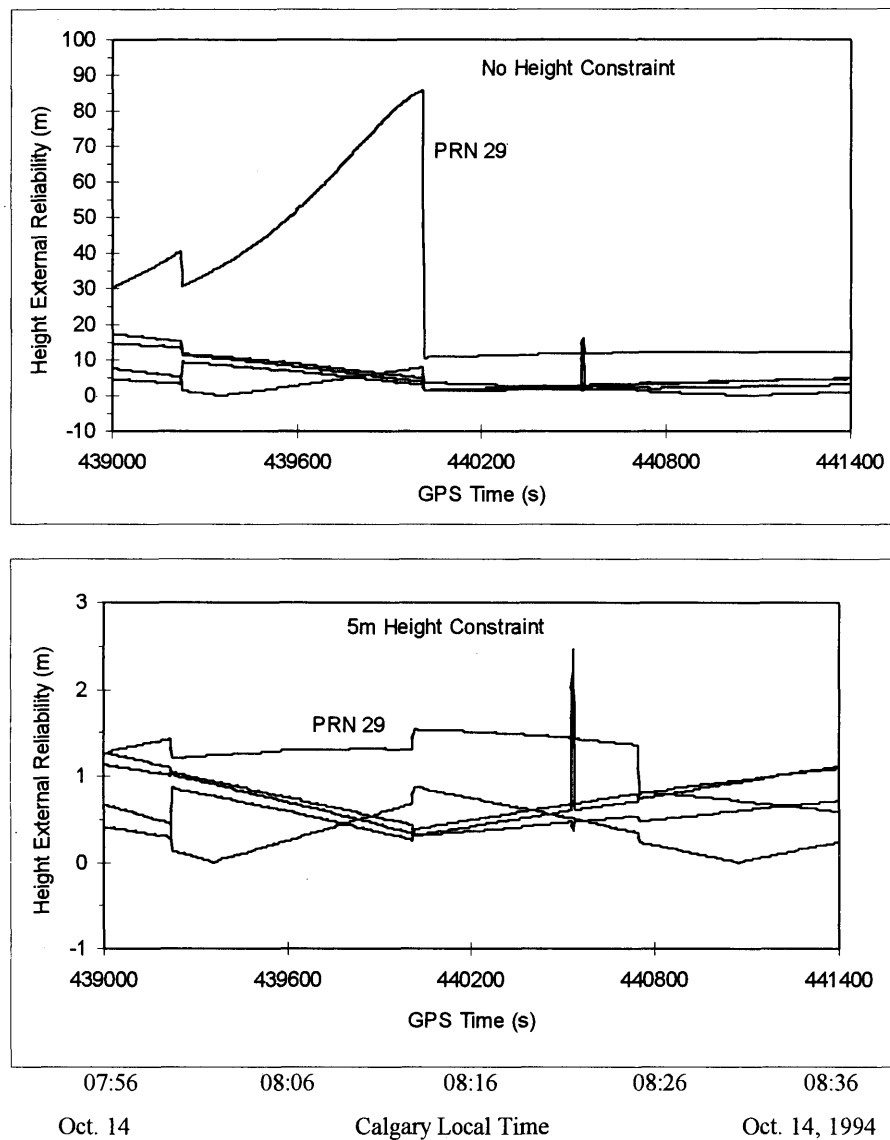 No Height Constraint
PRN 29
Height External Reliability (m)
100
90
80
70
60
50
40
30
20
10
0
-10
439000 439600 440200 440800 441400
GPS Time (s)
5m Height Constraint
PRN 29
Height External Reliability (m)
3
2
1
0
-1
439000 439600 440200 440800 441400
GPS Time (s)
07:56 08:06 08:16 08:26 08:36
Oct. 14 Calgary Local Time Oct. 14, 1994